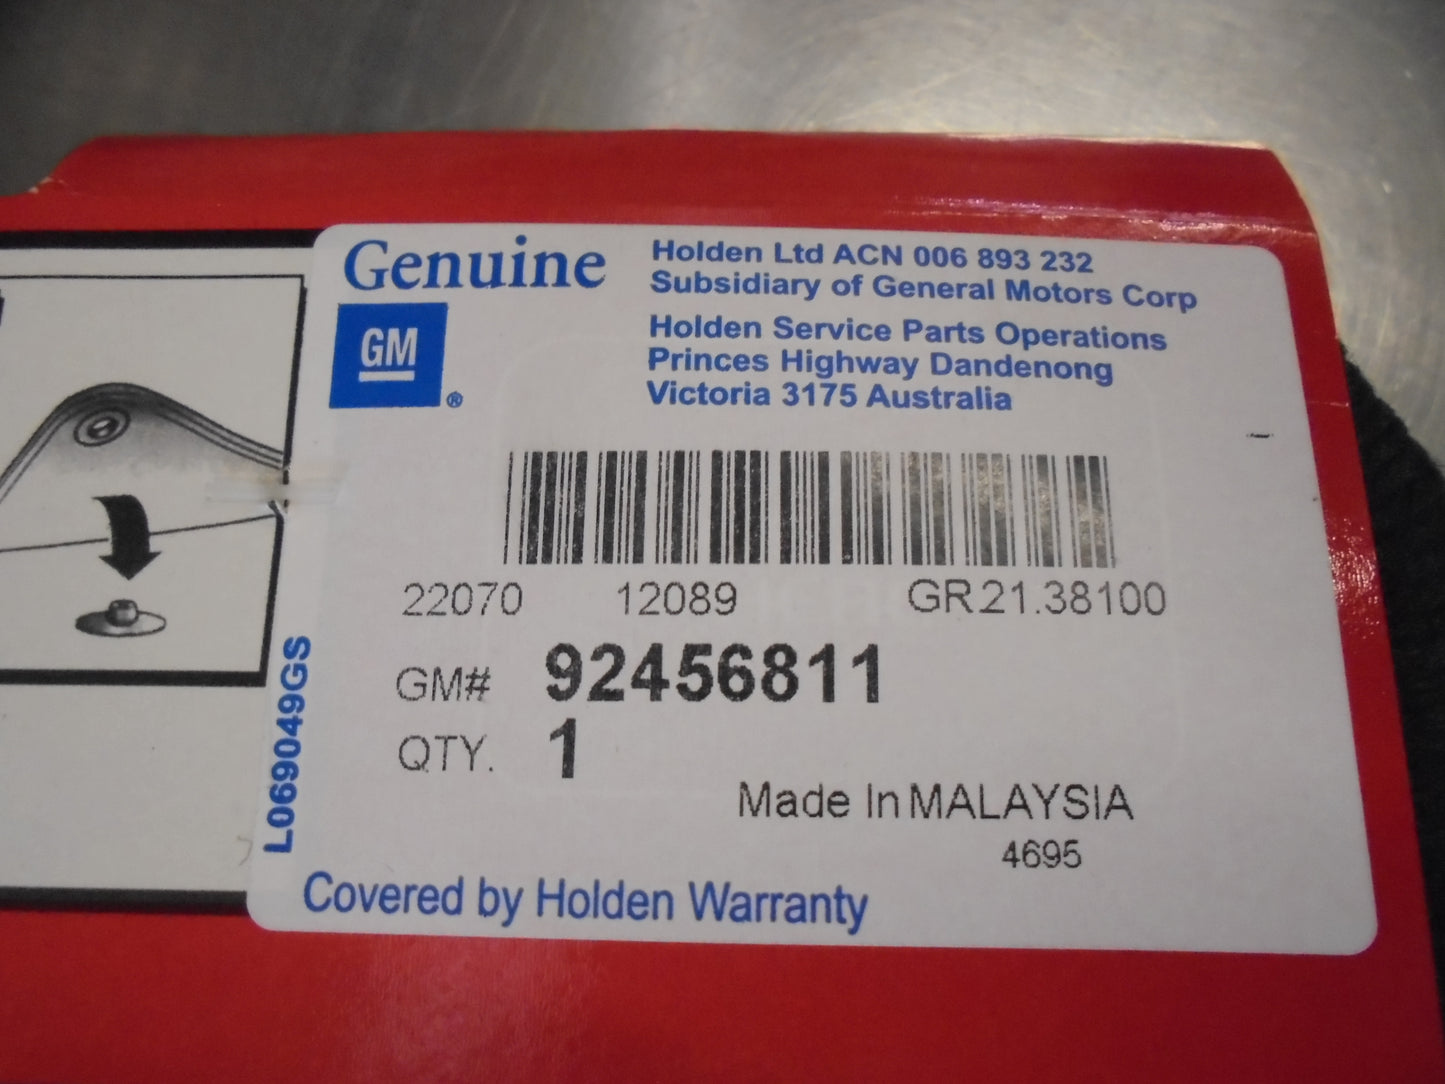 Genuine
GM
®
Holden Ltd ACN 006 893 232
Subsidiary of General Motors Corp
Holden Service Parts Operations
Princes Highway Dandenong
Victoria 3175 Australia
22070 12089 GR21.38100
GM# 92456811
QTY. 1
Made In MALAYSIA
4695
L069049GS
Covered by Holden Warranty